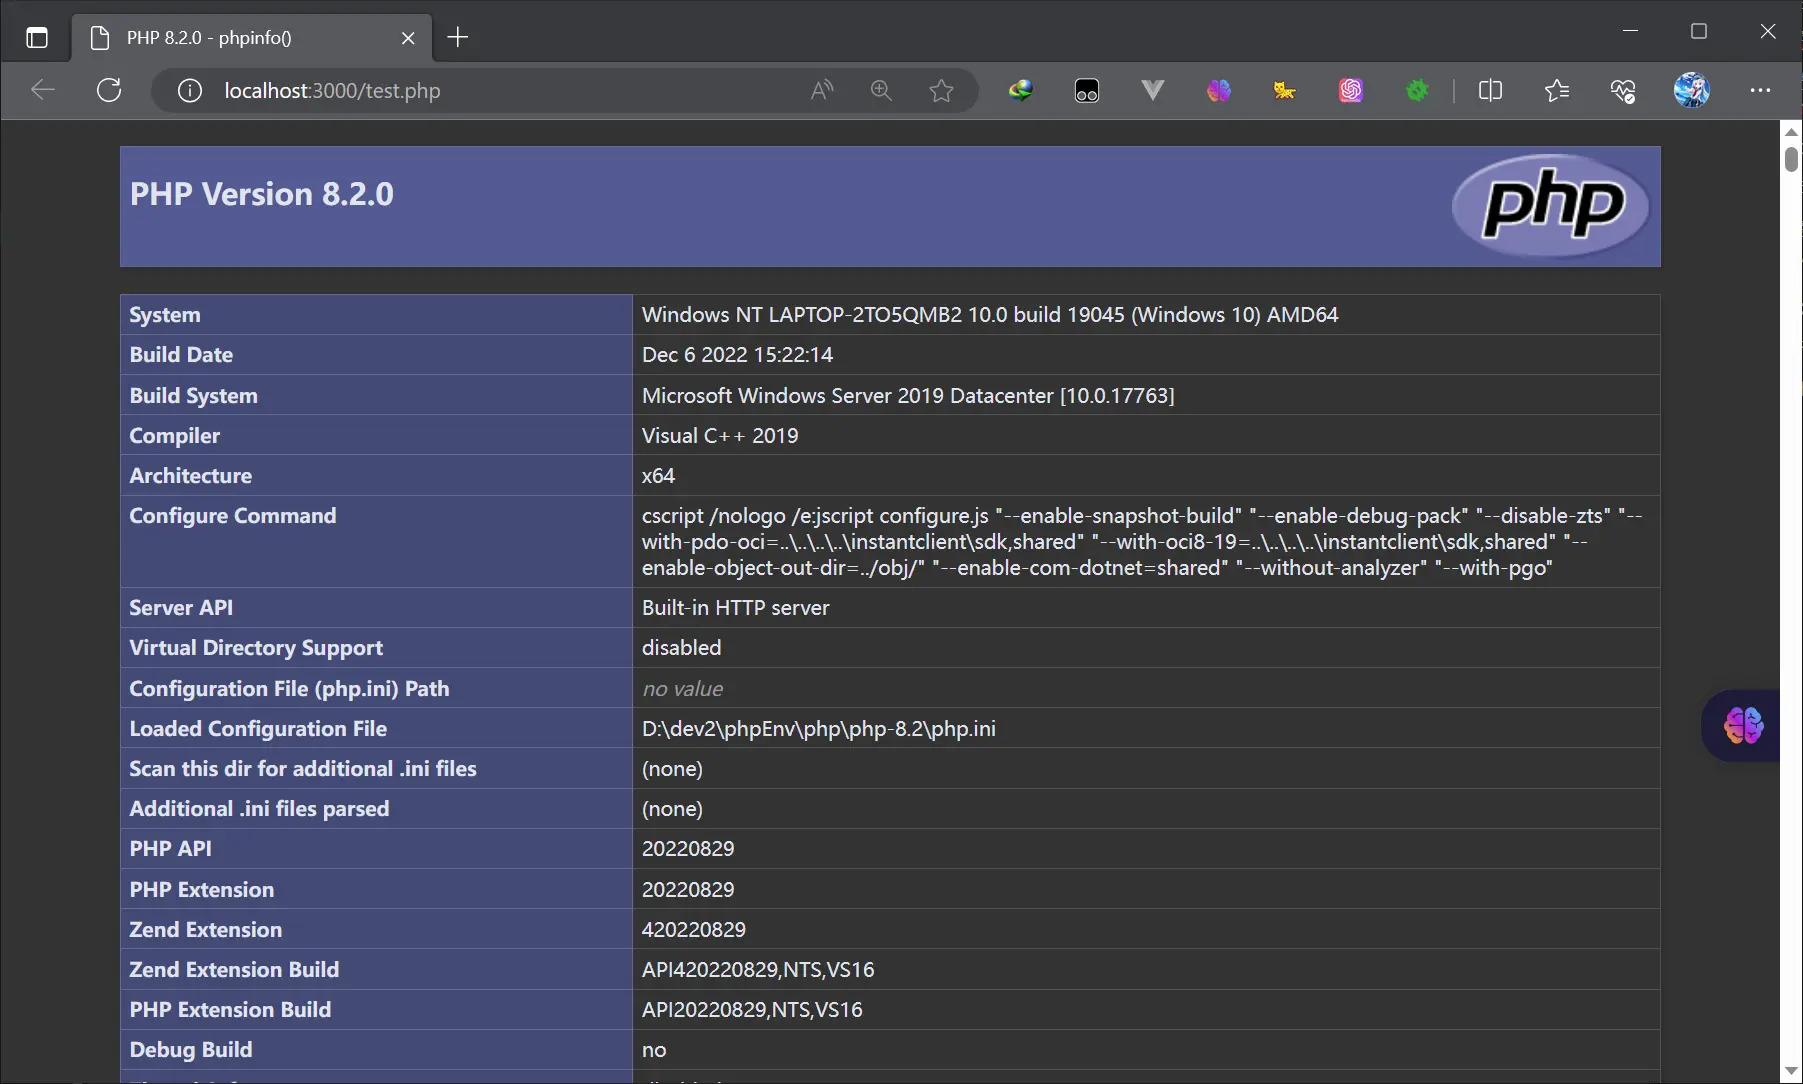 PHP 8.2.0 - phpinfo()
localhost:3000/test.php
PHP Version 8.2.0
php
System Windows NT LAPTOP-2TO5QMB2 10.0 build 19045 (Windows 10) AMD64
Build Date Dec 6 2022 15:22:14
Build System Microsoft Windows Server 2019 Datacenter [10.0.17763]
Compiler Visual C++ 2019
Architecture x64
Configure Command cscript /nologo /e:jscript configure.js "--enable-snapshot-build" "--enable-debug-pack" "--disable-zts" "--
with-pdo-oci=..\..\..\..\instantclient\sdk,shared" "--with-oci8-19=..\..\..\..\instantclient\sdk,shared" "--
enable-object-out-dir=../obj/" "--enable-com-dotnet=shared" "--without-analyzer" "--with-pgo"
Server API Built-in HTTP server
Virtual Directory Support disabled
Configuration File (php.ini) Path no value
Loaded Configuration File D:\dev2\phpEnv\php\php-8.2\php.ini
Scan this dir for additional .ini files (none)
Additional .ini files parsed (none)
PHP API 20220829
PHP Extension 20220829
Zend Extension 420220829
Zend Extension Build API420220829,NTS,VS16
PHP Extension Build API20220829,NTS,VS16
Debug Build no